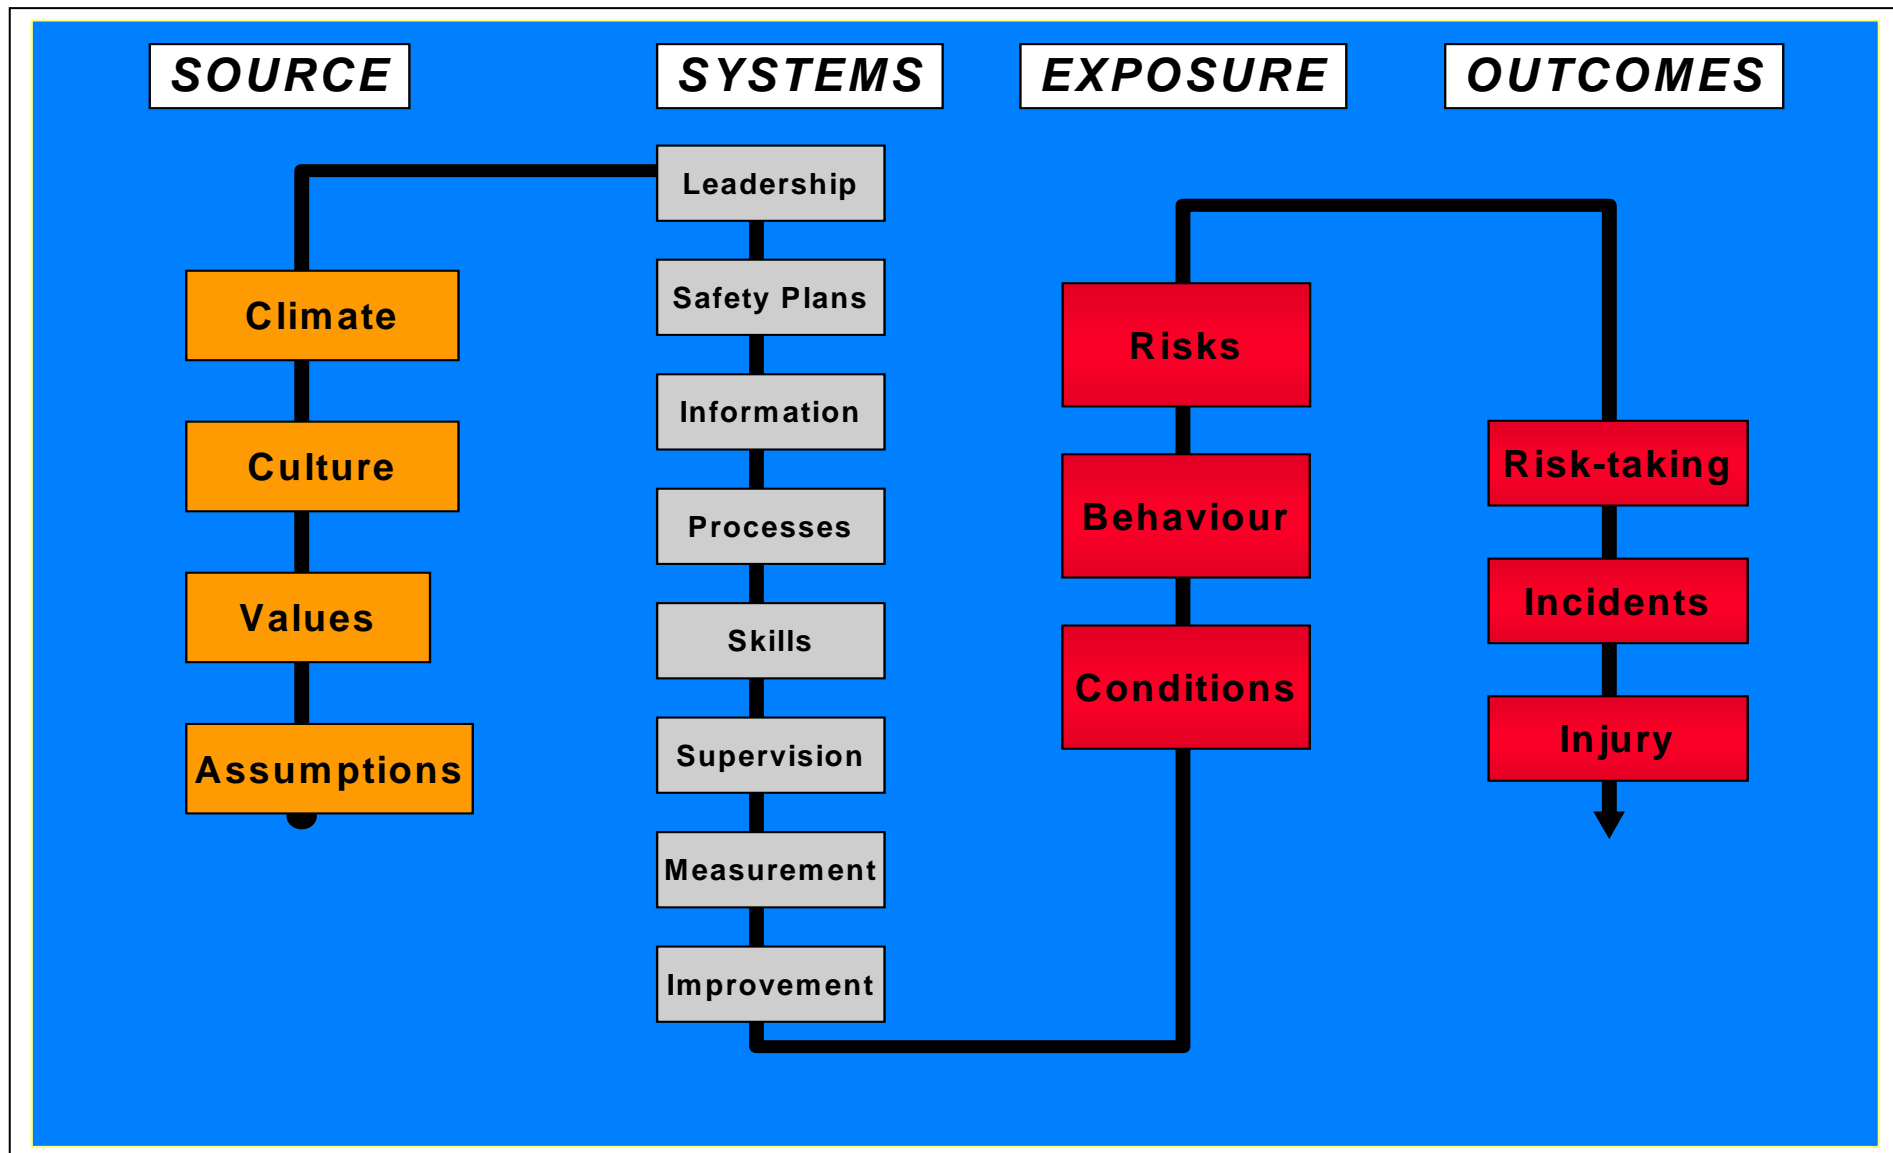 SOURCE
SYSTEMS
EXPOSURE
OUTCOMES
Climate
Culture
Values
Assumptions
Leadership
Safety Plans
Information
Processes
Skills
Supervision
Measurement
Improvement
Risks
Behaviour
Conditions
Risk-taking
Incidents
Injury